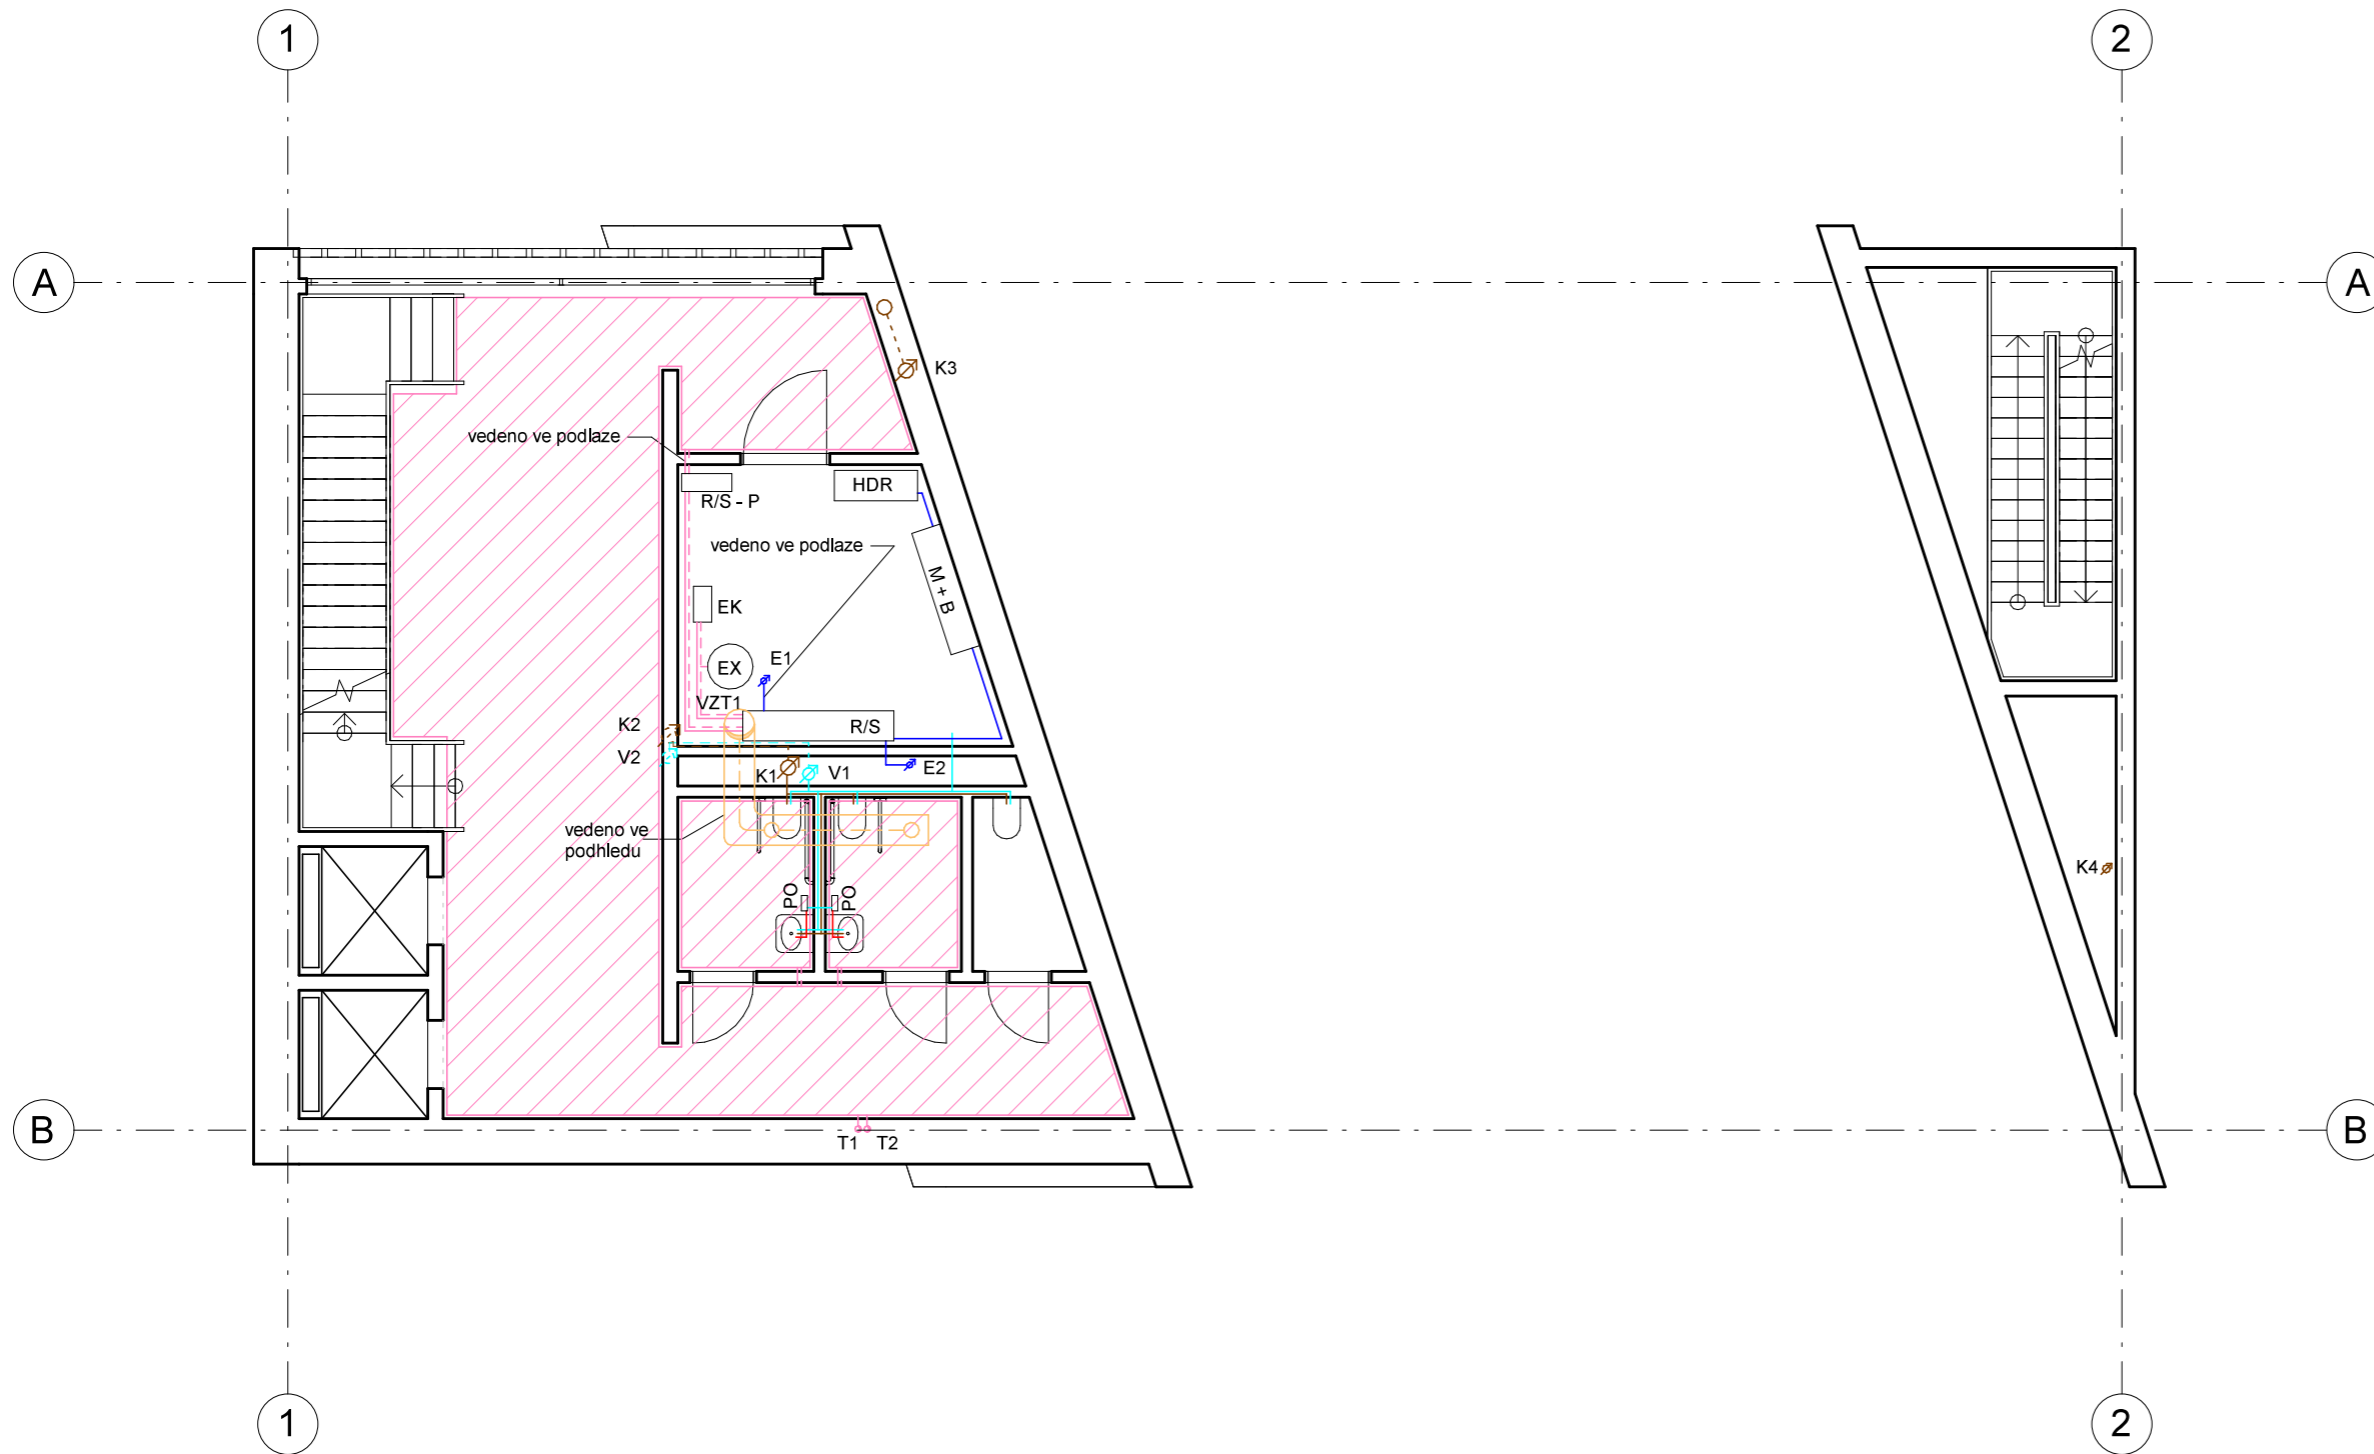 1
2
A
A
K3
vedeno ve podlaze
HDR
R/S - P
vedeno ve podlaze
M + B
EK
E1
EX
VZT1
K2
R/S
V2
K1
V1
E2
vedeno ve
podhledu
K4
PO
PO
B
B
T1
T2
1
2